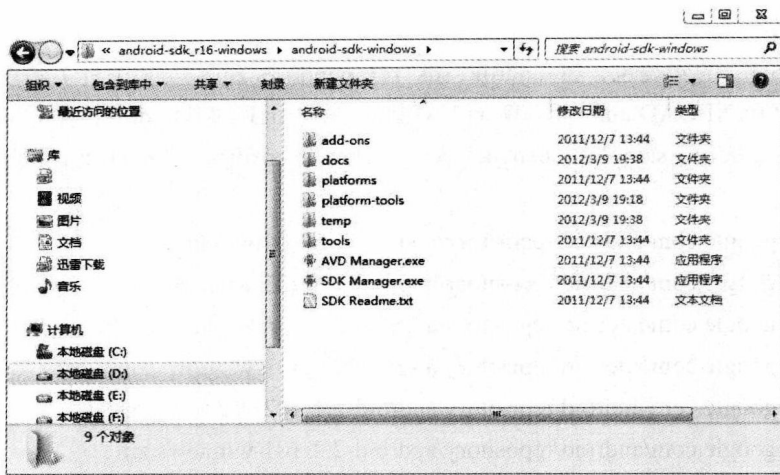 « android-sdk_r16-windows ▸ android-sdk-windows ▸
搜索 android-sdk-windows
组织 包含到库中 共享 刻录 新建文件夹
最近访问的位置
库
视频
图片
文档
迅雷下载
音乐
计算机
本地磁盘 (C:)
本地磁盘 (D:)
本地磁盘 (E:)
本地磁盘 (F:)
名称 修改日期 类型
add-ons 2011/12/7 13:44 文件夹
docs 2012/3/9 19:38 文件夹
platforms 2011/12/7 13:44 文件夹
platform-tools 2012/3/9 19:18 文件夹
temp 2012/3/9 19:38 文件夹
tools 2011/12/7 13:44 文件夹
AVD Manager.exe 2011/12/7 13:44 应用程序
SDK Manager.exe 2011/12/7 13:44 应用程序
SDK Readme.txt 2011/12/7 13:44 文本文档
9 个对象